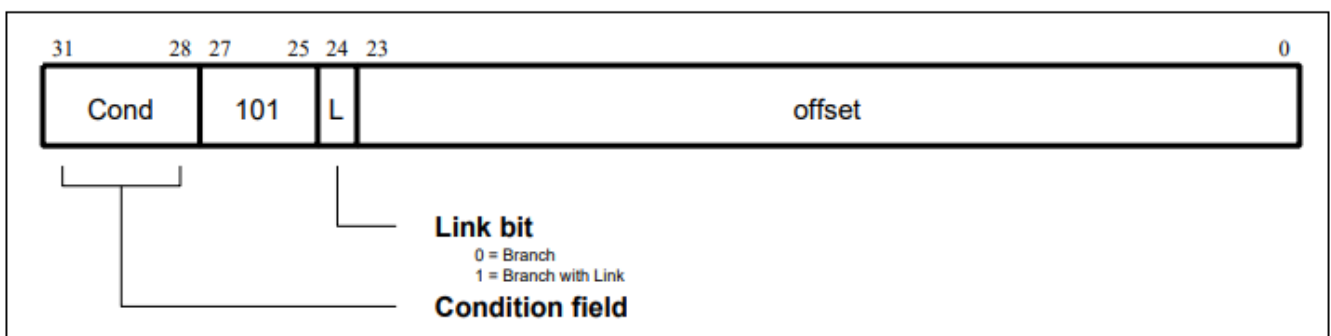 31 28 27 25 24 23 0
Cond 101 L offset
Link bit
0 = Branch
1 = Branch with Link
Condition field